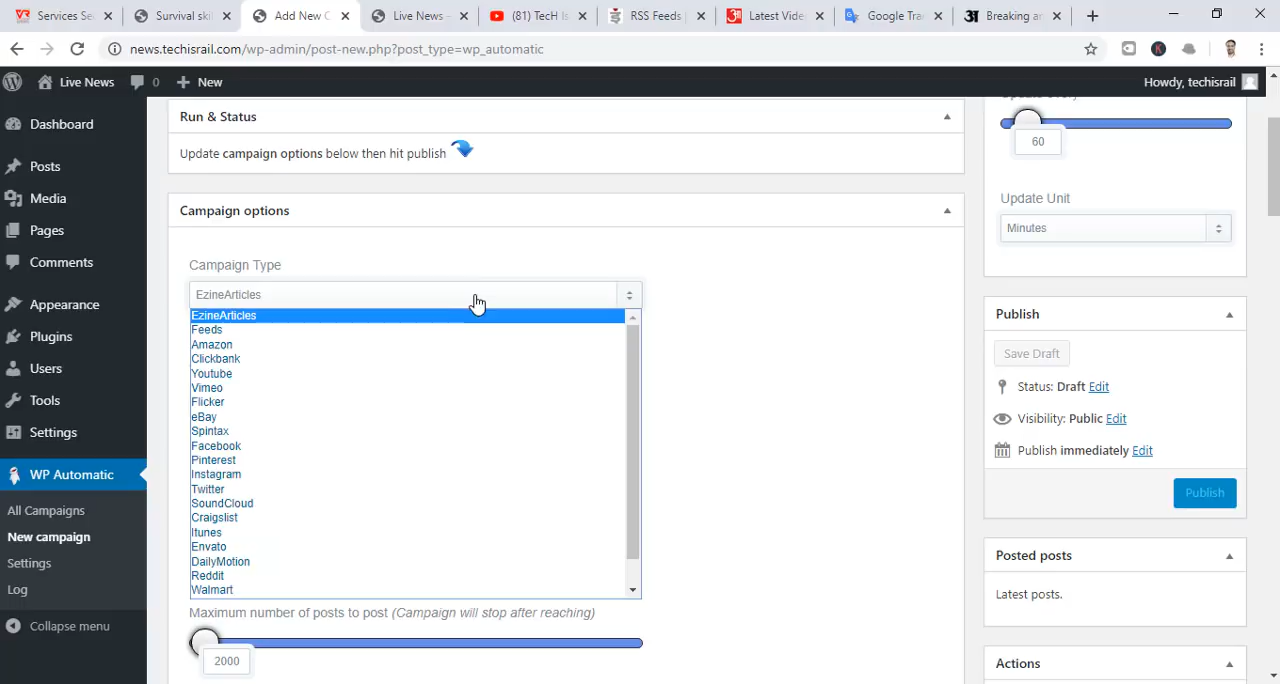 Services Se
Survival skil
Add New C
Live News –
(81) TecH Is
RSS Feeds
Latest Vide
Google Tra
Breaking an
news.techisrail.com/wp-admin/post-new.php?post_type=wp_automatic
Live News
0
New
Howdy, techisrail
Dashboard
Posts
Media
Pages
Comments
Appearance
Plugins
Users
Tools
Settings
WP Automatic
All Campaigns
New campaign
Settings
Log
Collapse menu
Run & Status
Update campaign options below then hit publish
Campaign options
Campaign Type
EzineArticles
EzineArticles
Feeds
Amazon
Clickbank
Youtube
Vimeo
Flicker
eBay
Spintax
Facebook
Pinterest
Instagram
Twitter
SoundCloud
Craigslist
Itunes
Envato
DailyMotion
Reddit
Walmart
Maximum number of posts to post (Campaign will stop after reaching)
2000
60
Update Unit
Minutes
Publish
Save Draft
Status: Draft Edit
Visibility: Public Edit
Publish immediately Edit
Publish
Posted posts
Latest posts.
Actions